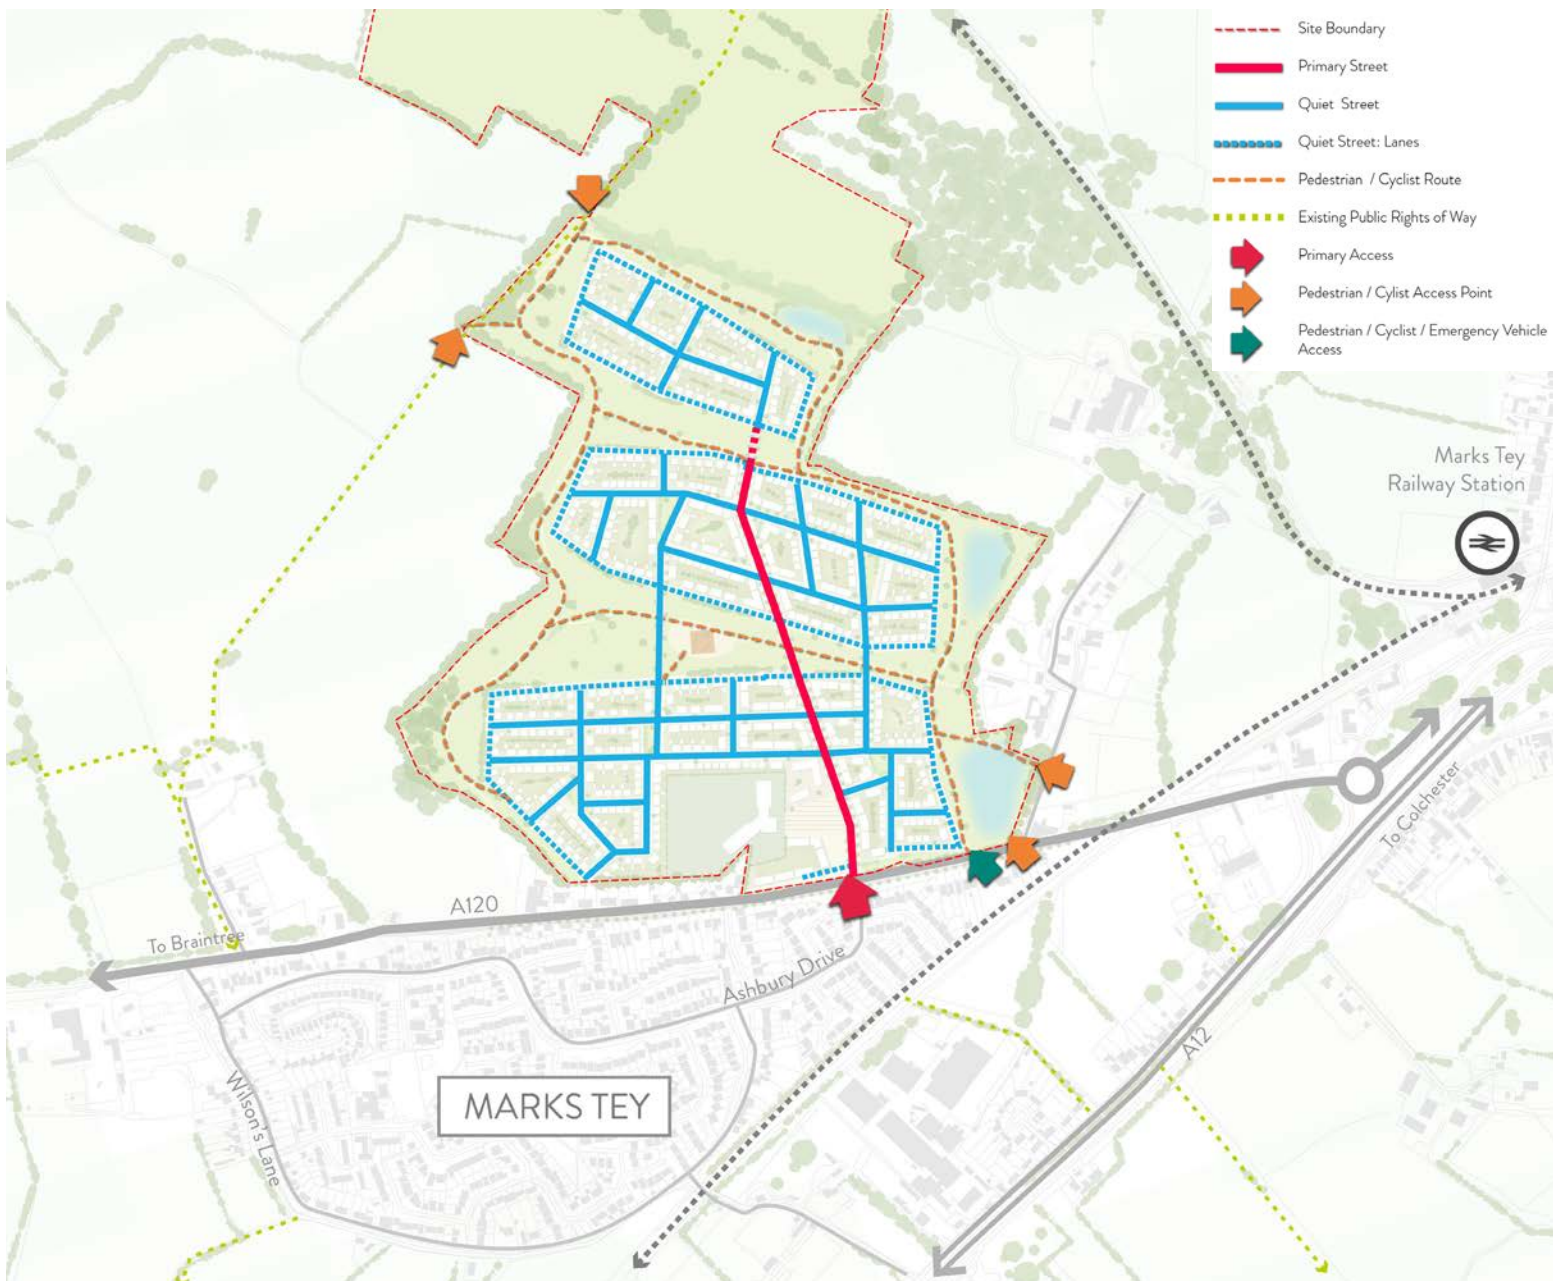 Site Boundary
Primary Street
Quiet Street
Quiet Street: Lanes
Pedestrian / Cyclist Route
Existing Public Rights of Way
Primary Access
Pedestrian / Cylist Access Point
Pedestrian / Cyclist / Emergency Vehicle
Access
Marks Tey
Railway Station
To Colchester
A120
To Braintree
Ashbury Drive
A12
Wilson's Lane
MARKS TEY